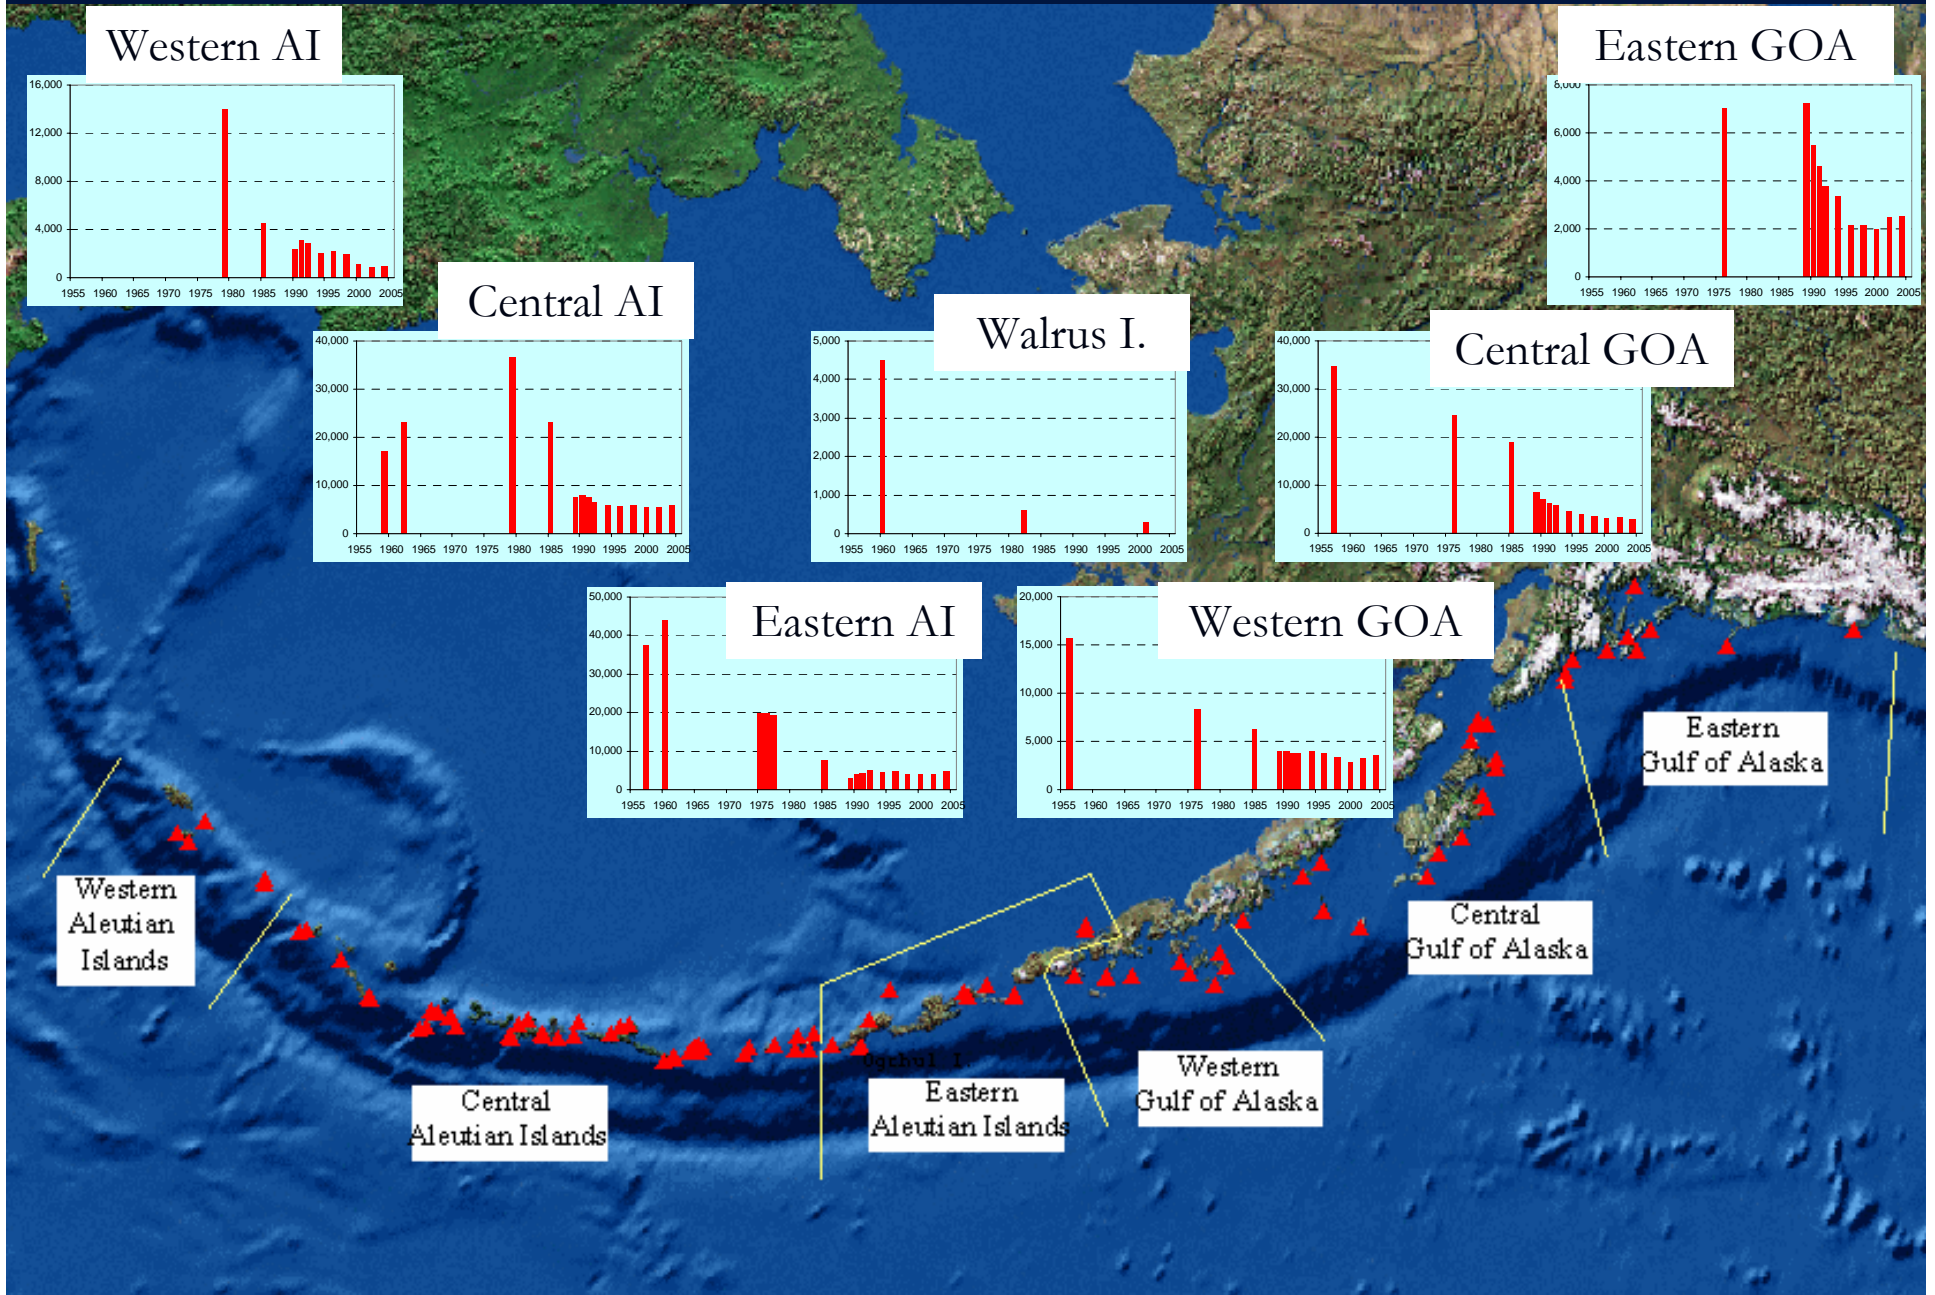 Western AI
16,000
12,000
8,000
4,000
0
1955 1960 1965 1970 1975 1980 1985 1990 1995 2000 2005
Eastern GOA
8,000
6,000
4,000
2,000
0
1955 1960 1965 1970 1975 1980 1985 1990 1995 2000 2005
Central AI
40,000
30,000
20,000
10,000
0
1955 1960 1965 1970 1975 1980 1985 1990 1995 2000 2005
Walrus I.
5,000
4,000
3,000
2,000
1,000
0
1955 1960 1965 1970 1975 1980 1985 1990 1995 2000 2005
Central GOA
40,000
30,000
20,000
10,000
0
1955 1960 1965 1970 1975 1980 1985 1990 1995 2000 2005
Eastern AI
50,000
40,000
30,000
20,000
10,000
0
1955 1960 1965 1970 1975 1980 1985 1990 1995 2000 2005
Western GOA
20,000
15,000
10,000
5,000
0
1955 1960 1965 1970 1975 1980 1985 1990 1995 2000 2005
Eastern
Gulf of Alaska
Western
Aleutian
Islands
Central
Gulf of Alaska
Ogchul I.
Central
Aleutian Islands
Eastern
Aleutian Islands
Western
Gulf of Alaska